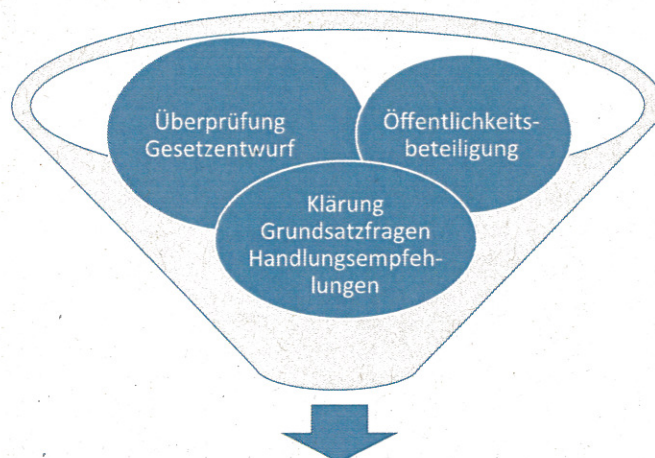 Überprüfung
Gesetzentwurf
Öffentlichkeits-
beteiligung
Klärung
Grundsatzfragen
Handlungsempfeh-
lungen